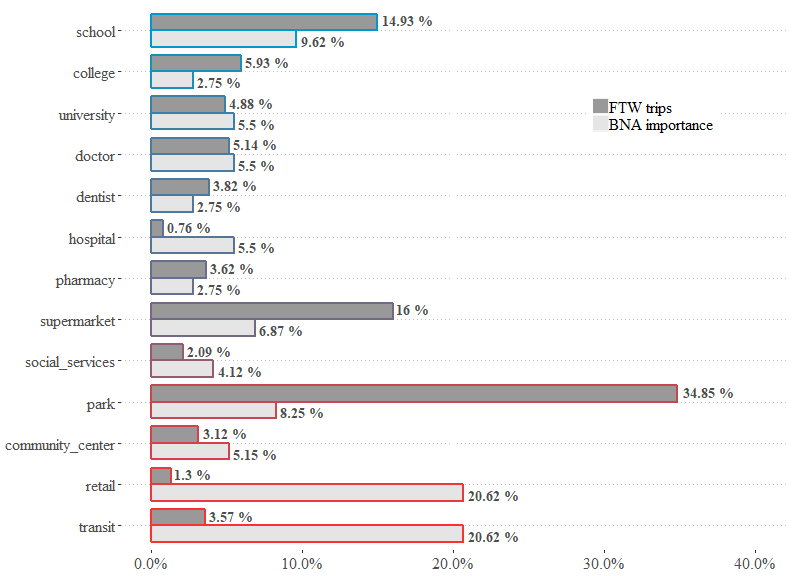 school
14.93 %
9.62 %
college
5.93 %
2.75 %
university
4.88 %
5.5 %
FTW trips
BNA importance
doctor
5.14 %
5.5 %
dentist
3.82 %
2.75 %
hospital
0.76 %
5.5 %
pharmacy
3.62 %
2.75 %
supermarket
16 %
6.87 %
social_services
2.09 %
4.12 %
park
34.85 %
8.25 %
community_center
3.12 %
5.15 %
retail
1.3 %
20.62 %
transit
3.57 %
20.62 %
0.0% 10.0% 20.0% 30.0% 40.0%